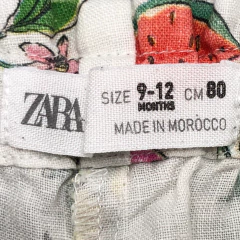 ZARA
SIZE 9-12 MONTHS CM 80
MADE IN MOROCCO